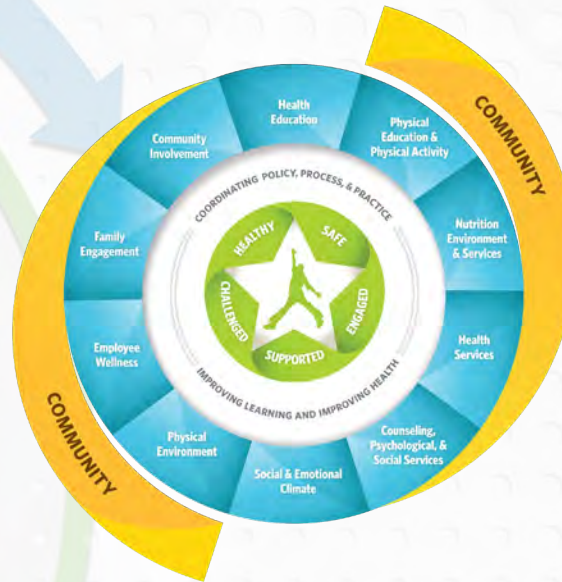 COMMUNITY
Health
Education
Physical
Education &
Physical Activity
Nutrition
Environment
& Services
Health
Services
Counseling,
Psychological, &
Social Services
Social & Emotional
Climate
Physical
Environment
Employee
Wellness
Family
Engagement
Community
Involvement
COORDINATING POLICY, PROCESS, & PRACTICE
IMPROVING LEARNING AND IMPROVING HEALTH
HEALTHY
SAFE
ENGAGED
SUPPORTED
CHALLENGED
COMMUNITY